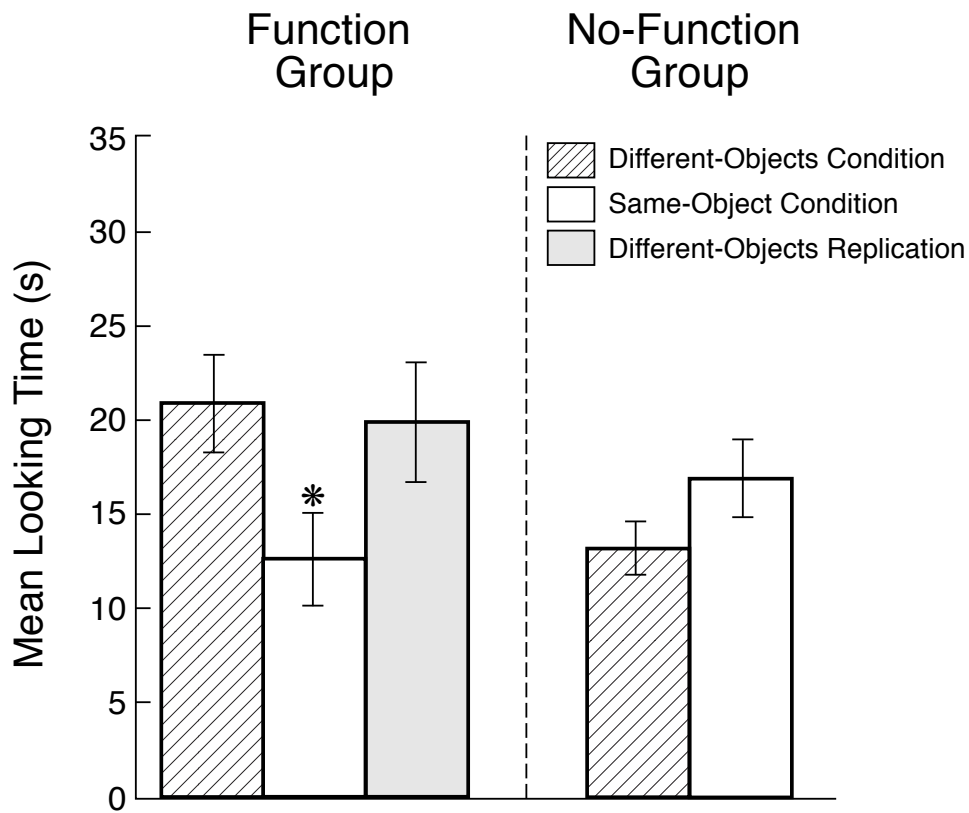 Function
Group
No-Function
Group
Different-Objects Condition
Same-Object Condition
Different-Objects Replication
Mean Looking Time (s)
35
30
25
20
15
10
5
0
*